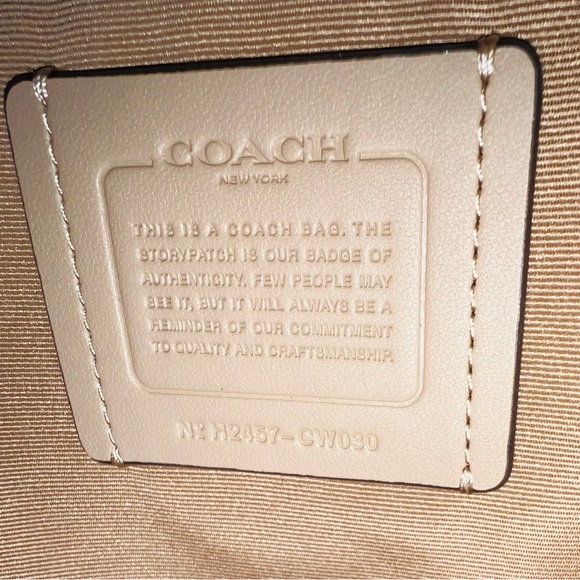 COACH
NEW YORK
THIS IS A COACH BAG. THE
STORYPATCH IS OUR BADGE OF
AUTHENTICITY. FEW PEOPLE MAY
SEE IT, BUT IT WILL ALWAYS BE A
REMINDER OF OUR COMMITMENT
TO QUALITY AND CRAFTSMANSHIP.
Nº H2457-CW030